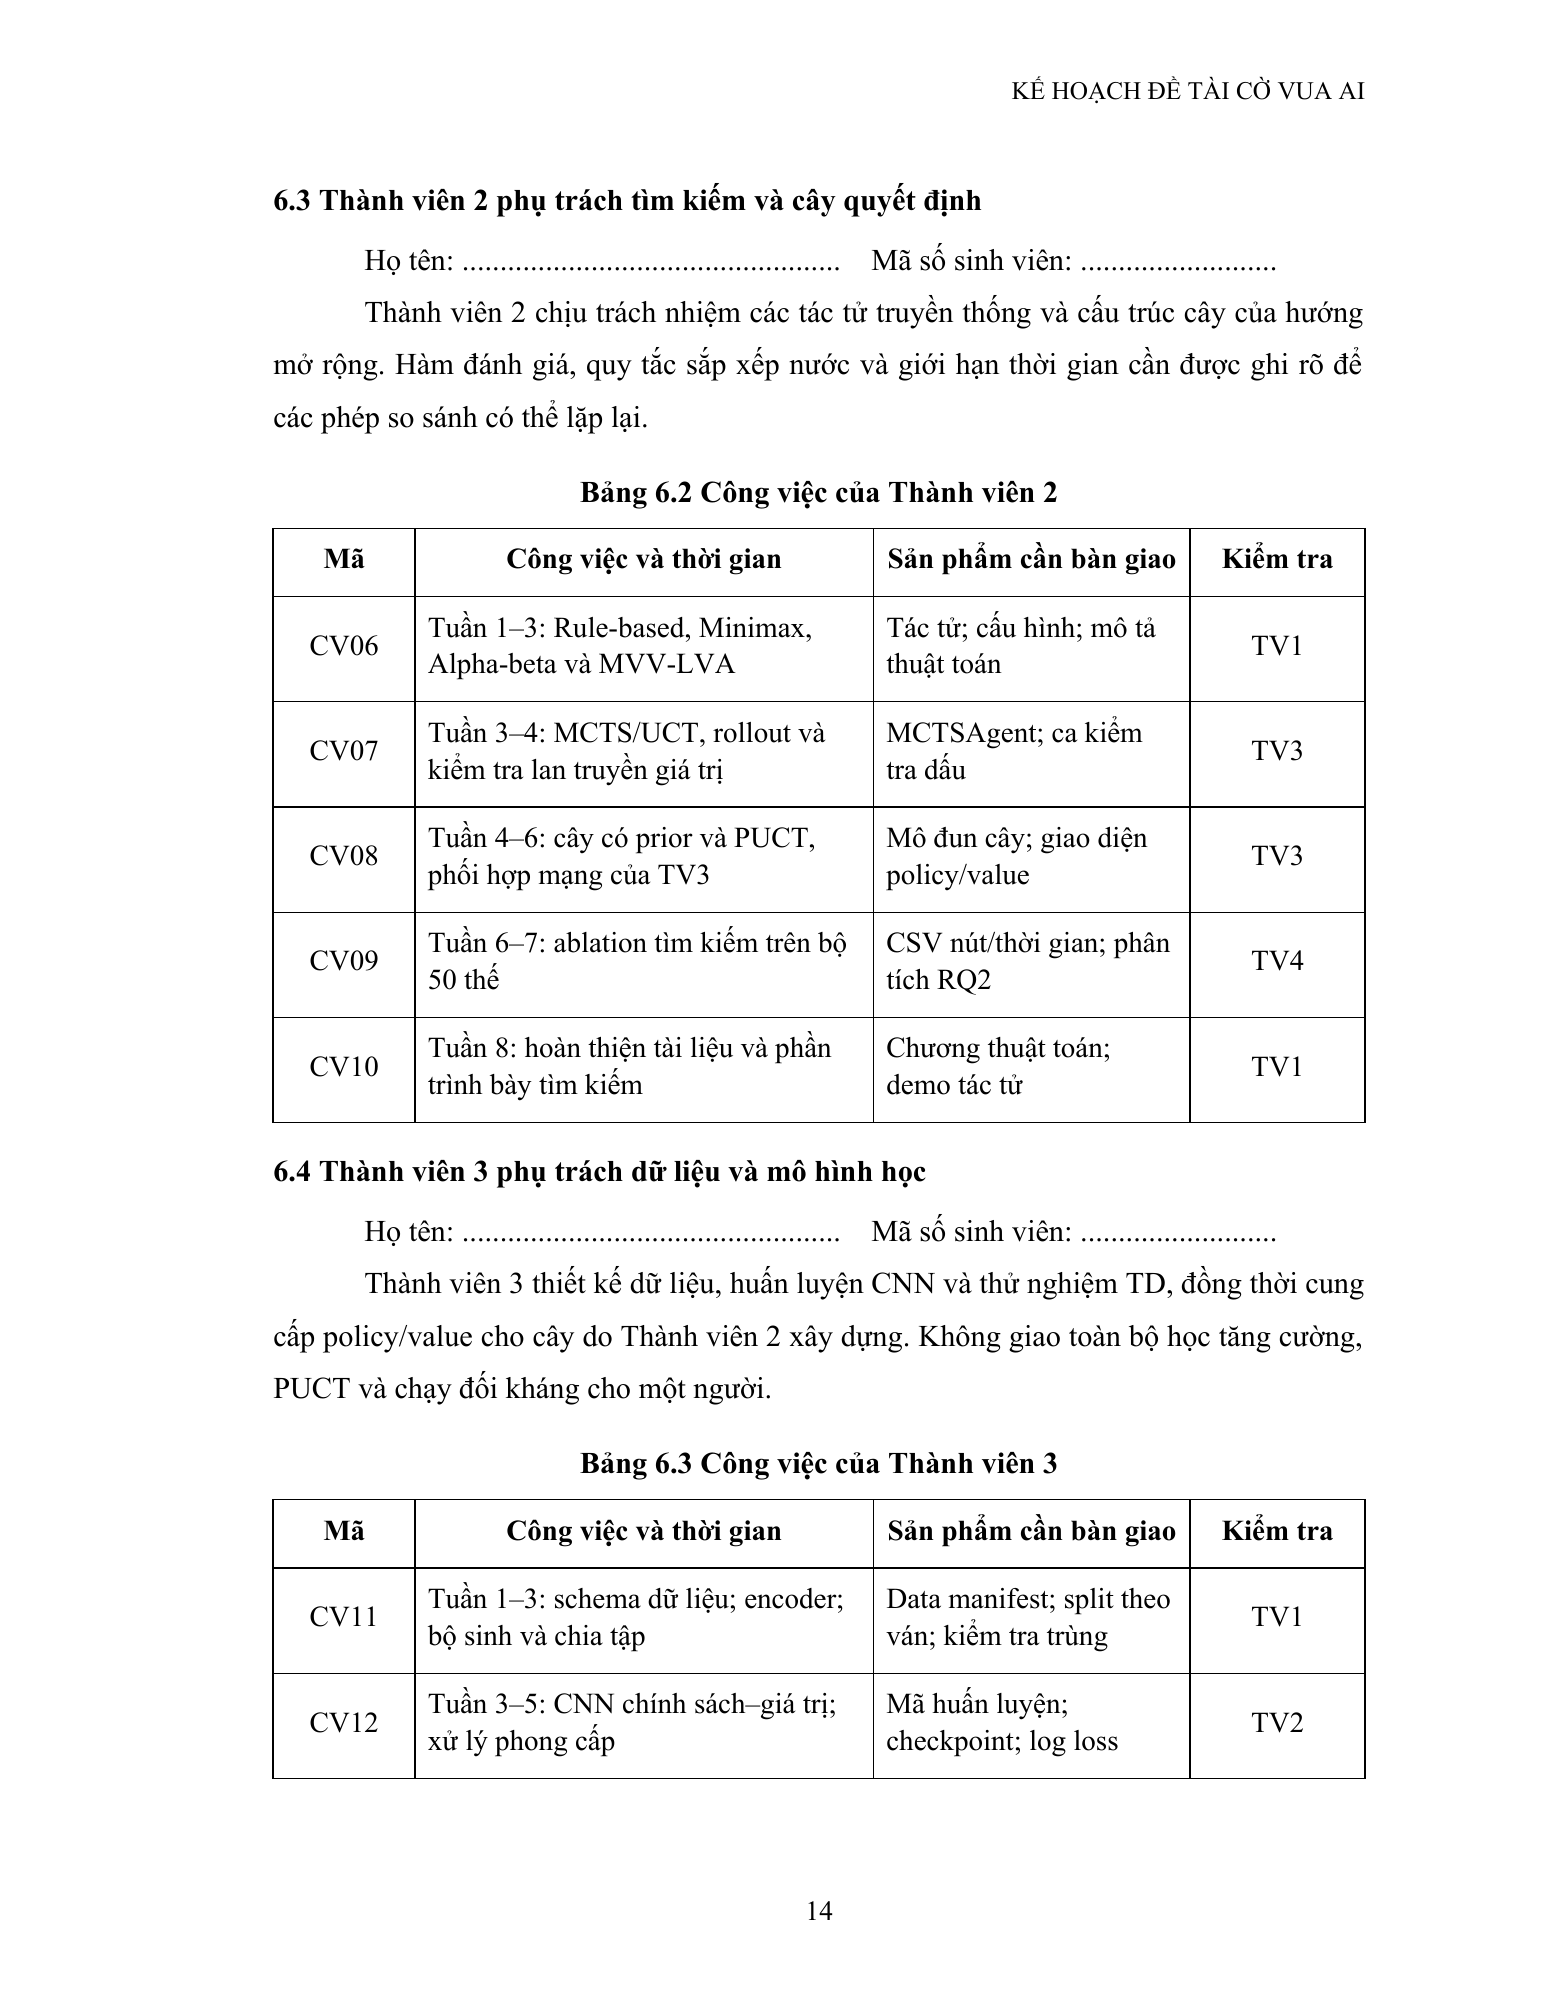 KẾ HOẠCH ĐỀ TÀI CỜ VUA AI
6.3 Thành viên 2 phụ trách tìm kiếm và cây quyết định
Họ tên: .................................................. Mã số sinh viên: ..........................
Thành viên 2 chịu trách nhiệm các tác tử truyền thống và cấu trúc cây của hướng
mở rộng. Hàm đánh giá, quy tắc sắp xếp nước và giới hạn thời gian cần được ghi rõ để
các phép so sánh có thể lặp lại.
Bảng 6.2 Công việc của Thành viên 2
Mã Công việc và thời gian Sản phẩm cần bàn giao Kiểm tra
CV06 Tuần 1–3: Rule-based, Minimax, Alpha-beta và MVV-LVA Tác tử; cấu hình; mô tả thuật toán TV1
CV07 Tuần 3–4: MCTS/UCT, rollout và kiểm tra lan truyền giá trị MCTSAgent; ca kiểm tra dấu TV3
CV08 Tuần 4–6: cây có prior và PUCT, phối hợp mạng của TV3 Mô đun cây; giao diện policy/value TV3
CV09 Tuần 6–7: ablation tìm kiếm trên bộ 50 thế CSV nút/thời gian; phân tích RQ2 TV4
CV10 Tuần 8: hoàn thiện tài liệu và phần trình bày tìm kiếm Chương thuật toán; demo tác tử TV1
6.4 Thành viên 3 phụ trách dữ liệu và mô hình học
Họ tên: .................................................. Mã số sinh viên: ..........................
Thành viên 3 thiết kế dữ liệu, huấn luyện CNN và thử nghiệm TD, đồng thời cung
cấp policy/value cho cây do Thành viên 2 xây dựng. Không giao toàn bộ học tăng cường,
PUCT và chạy đối kháng cho một người.
Bảng 6.3 Công việc của Thành viên 3
Mã Công việc và thời gian Sản phẩm cần bàn giao Kiểm tra
CV11 Tuần 1–3: schema dữ liệu; encoder; bộ sinh và chia tập Data manifest; split theo ván; kiểm tra trùng TV1
CV12 Tuần 3–5: CNN chính sách–giá trị; xử lý phong cấp Mã huấn luyện; checkpoint; log loss TV2
14